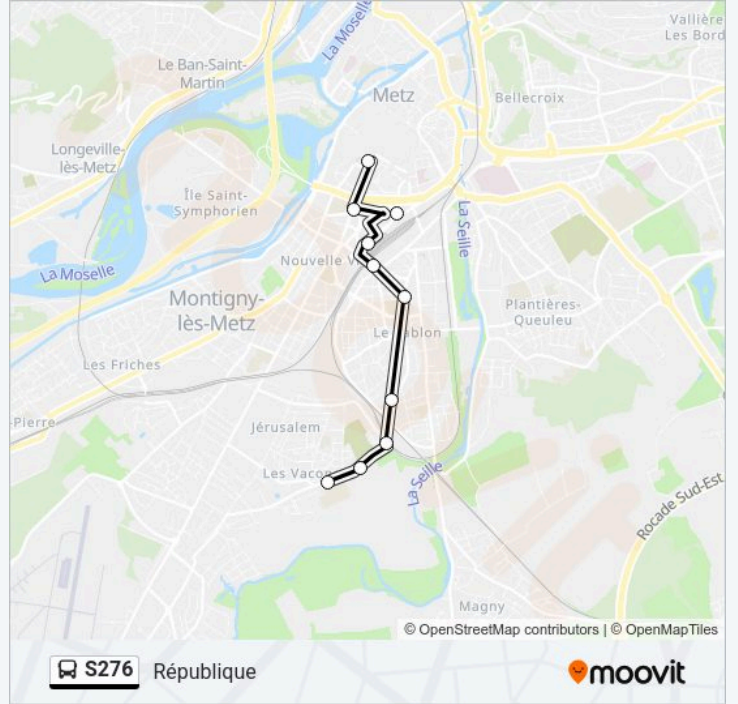 La Moselle
Vallière
Les Bord
Le Ban-Saint-
Martin
Metz
Bellecroix
Longeville-
lès-Metz
Île Saint-
Symphorien
La Seille
La Moselle
Nouvelle V
Montigny-
lès-Metz
Plantières-
Queuleu
Le ablon
Les Friches
-Pierre
Jérusalem
Les Vacon
La Seille
Rocade Sud-Est
Magny
© OpenStreetMap contributors | © OpenMapTiles
S276 République
moovit